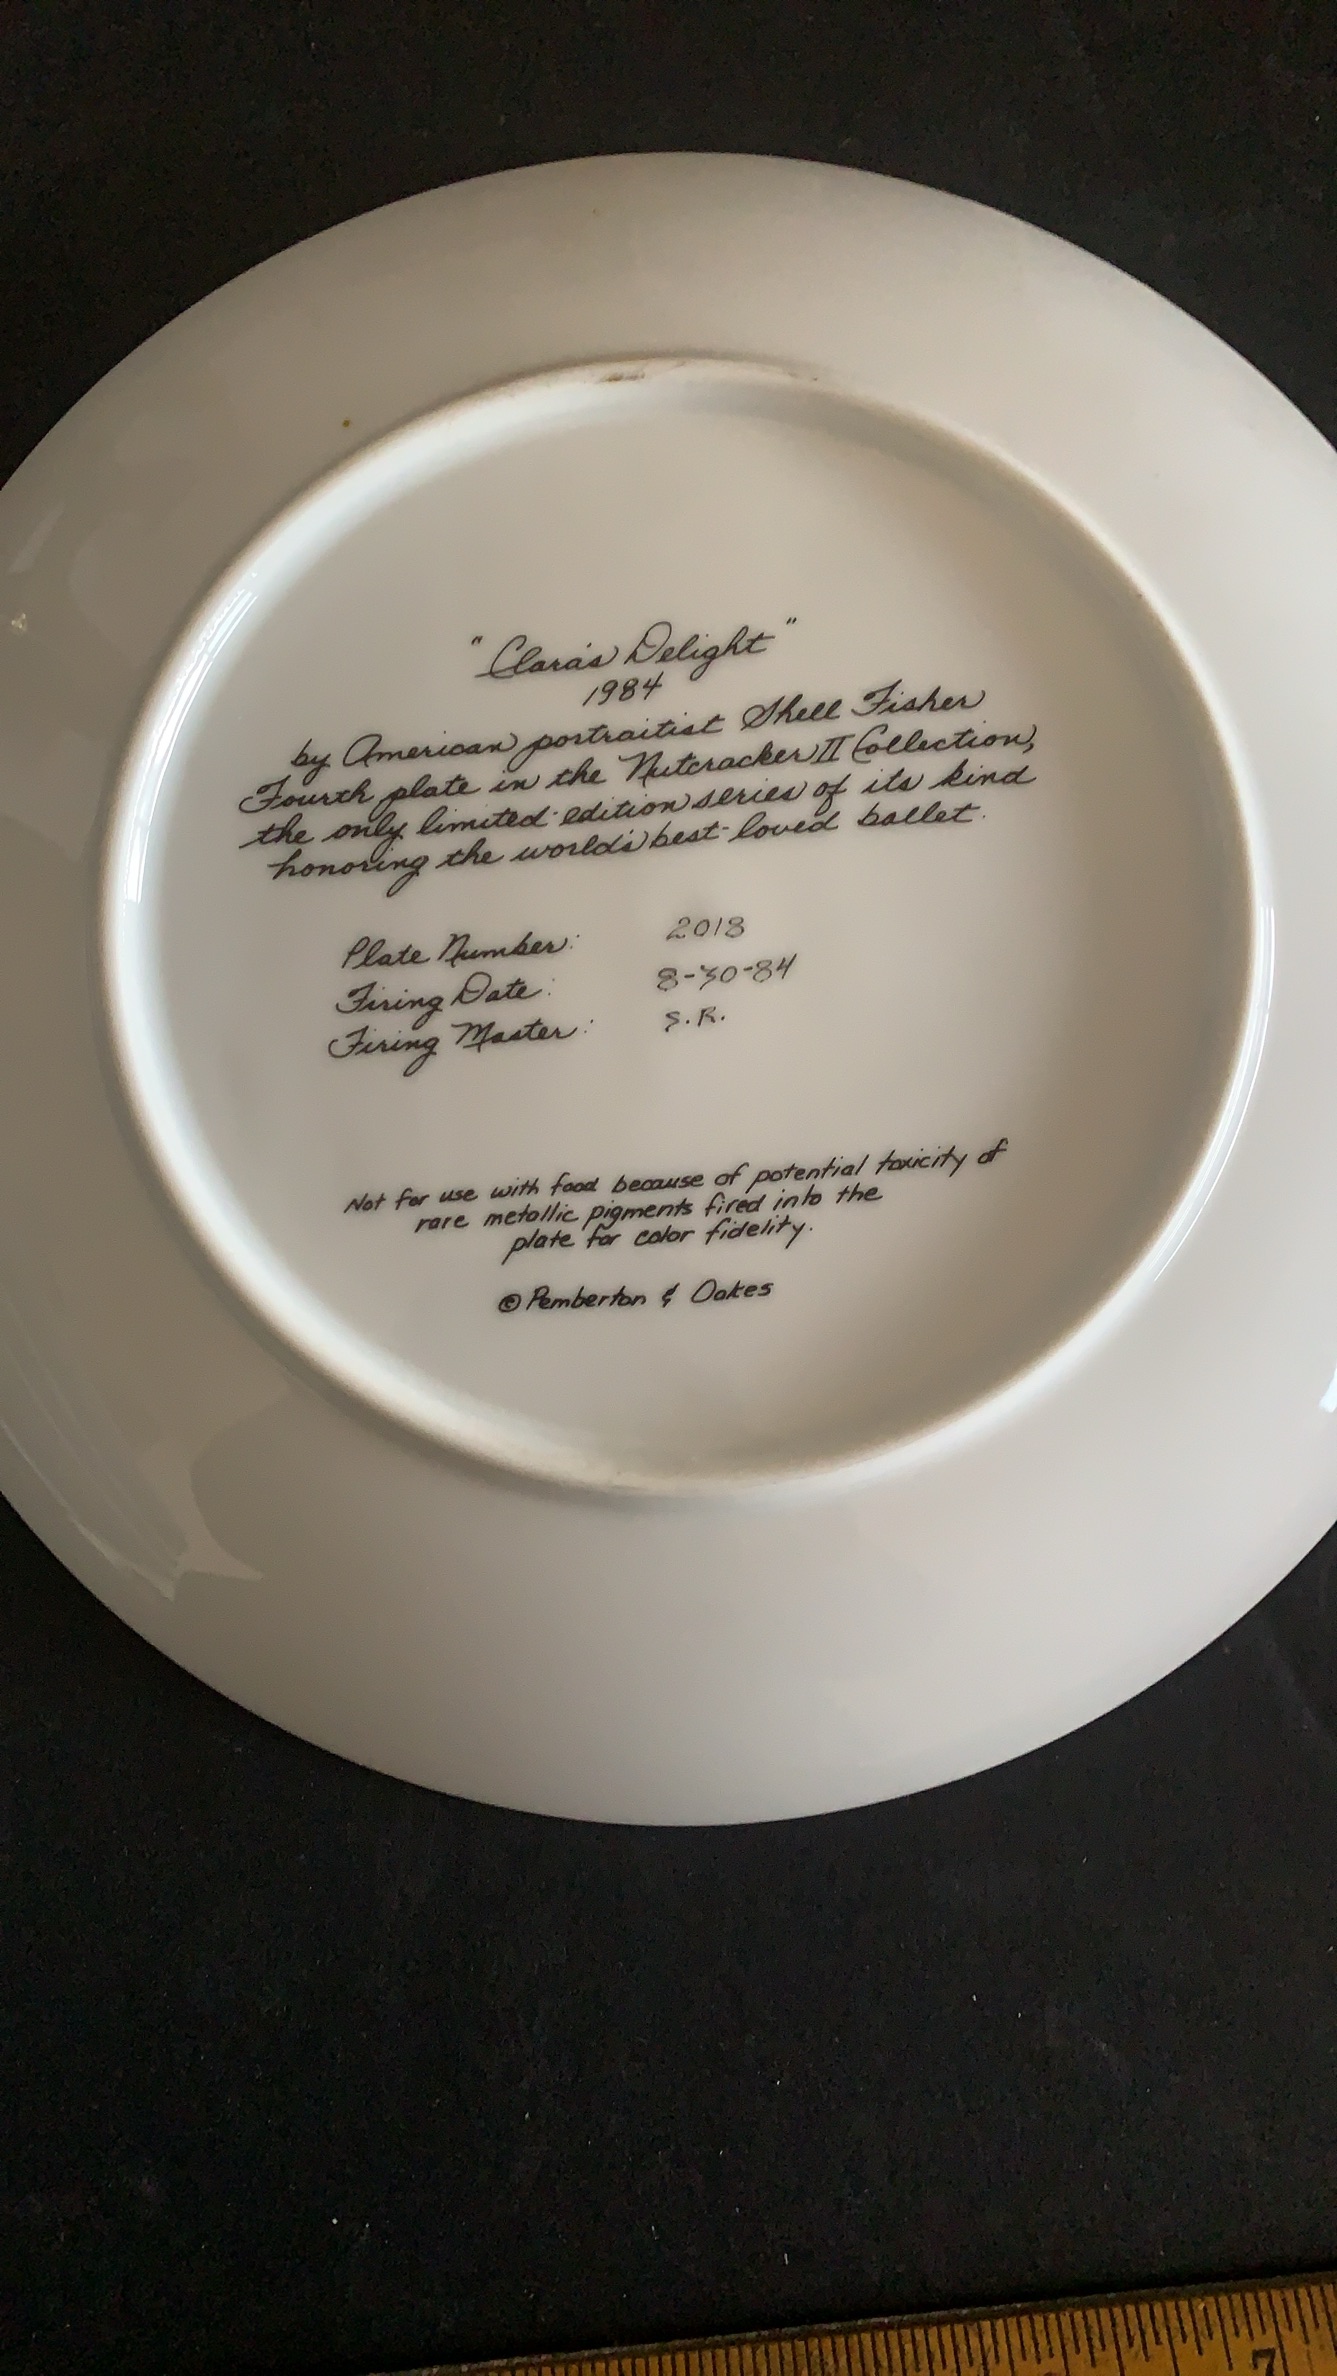 "Clara's Delight"
1984
by American portraitist Shell Fisher
Fourth plate in the Nutcracker II Collection,
the only limited-edition series of its kind
honoring the world's best-loved ballet.
Plate Number: 2018
Firing Date: 8-30-84
Firing Master: S.R.
Not for use with food because of potential toxicity of
rare metallic pigments fired into the
plate for color fidelity.
© Pemberton & Oakes
7